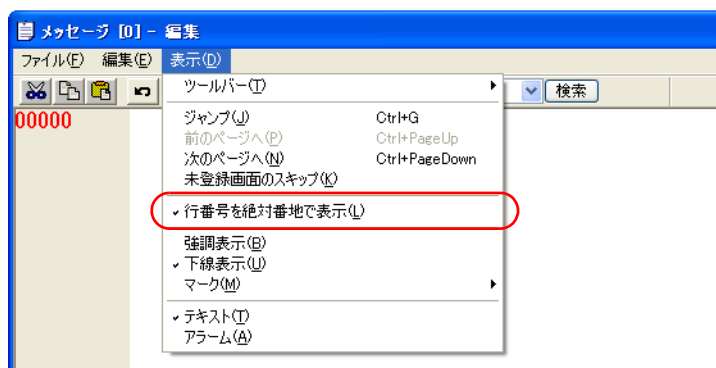 メッセージ [0] - 編集
ファイル(F) 編集(E) 表示(D)
ツールバー(T)
検索
00000
ジャンプ(J) Ctrl+G
前のページへ(P) Ctrl+PageUp
次のページへ(N) Ctrl+PageDown
未登録画面のスキップ(K)
行番号を絶対番地で表示(L)
強調表示(B)
下線表示(U)
マーク(M)
テキスト(T)
アラーム(A)